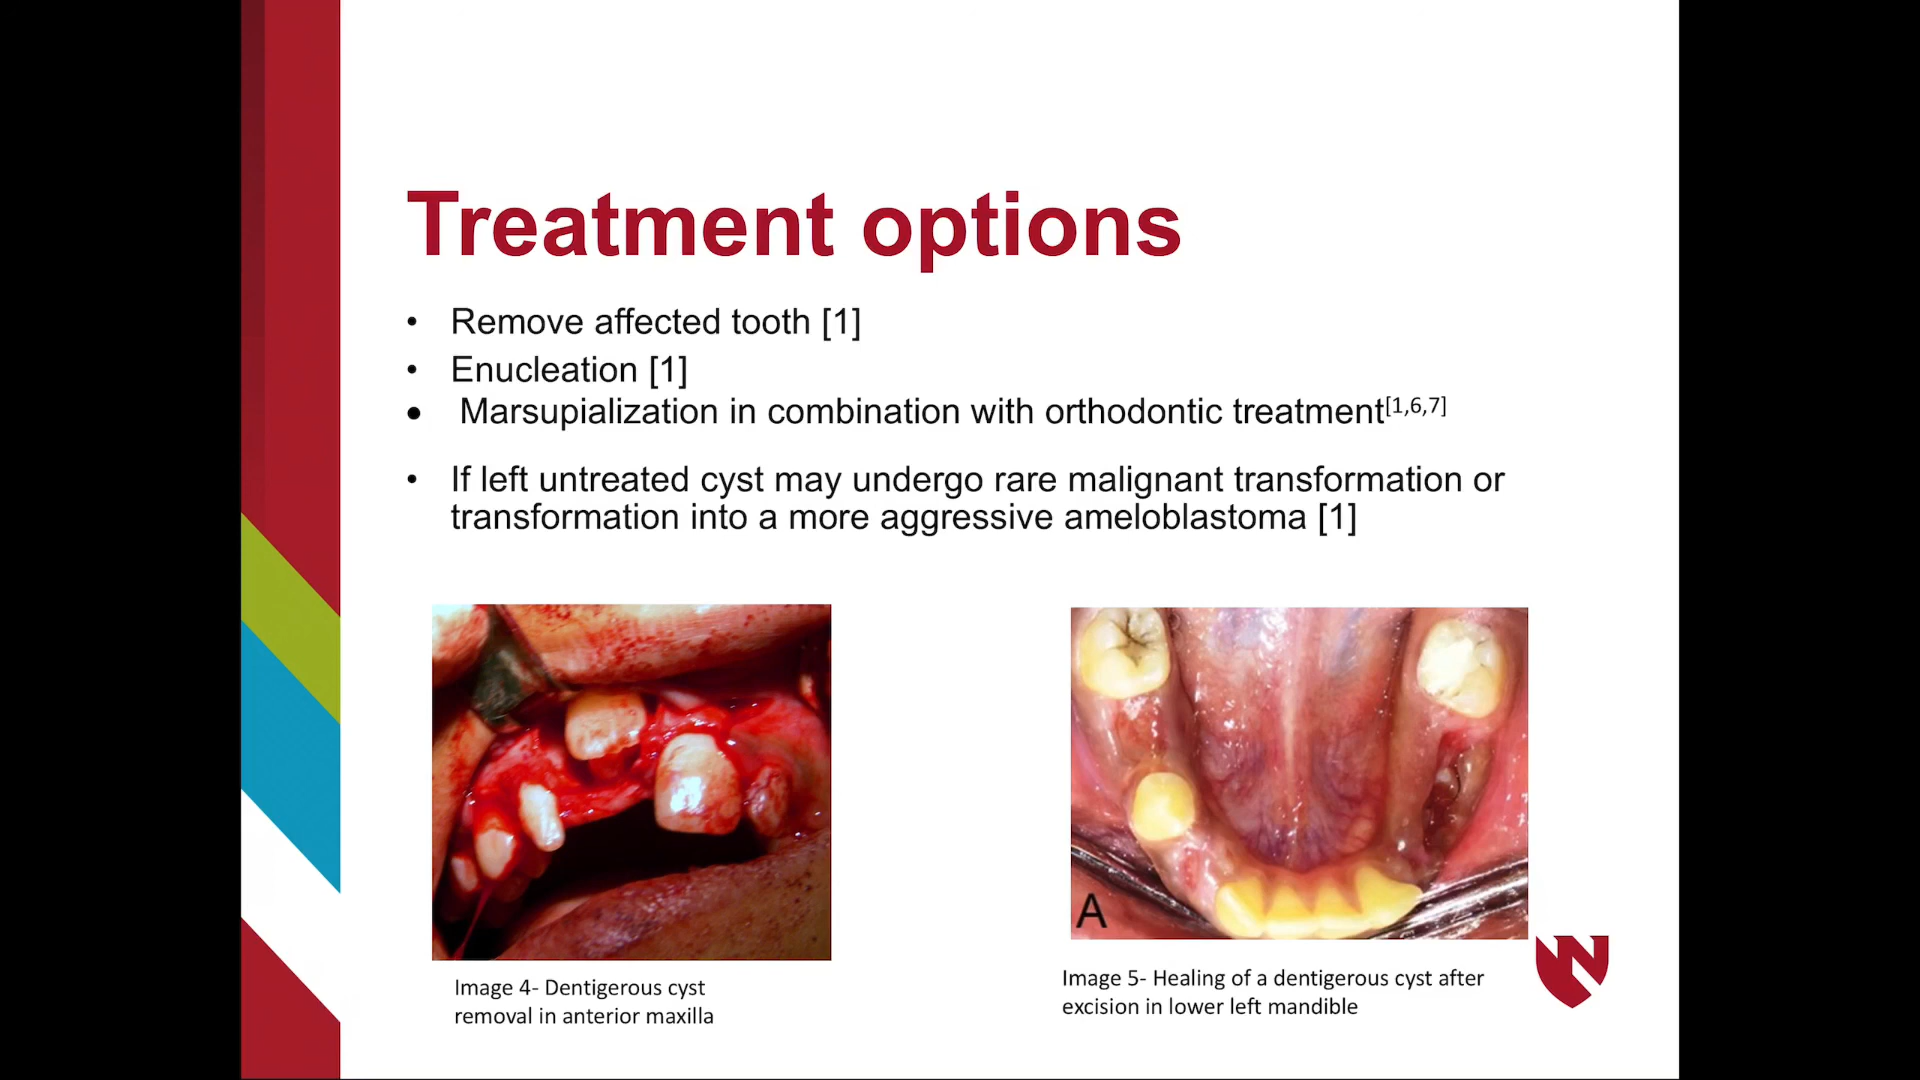 Treatment options
• Remove affected tooth [1]
• Enucleation [1]
• Marsupialization in combination with orthodontic treatment[1,6,7]
• If left untreated cyst may undergo rare malignant transformation or
transformation into a more aggressive ameloblastoma [1]
A
Image 4- Dentigerous cyst
removal in anterior maxilla
Image 5- Healing of a dentigerous cyst after
excision in lower left mandible
N